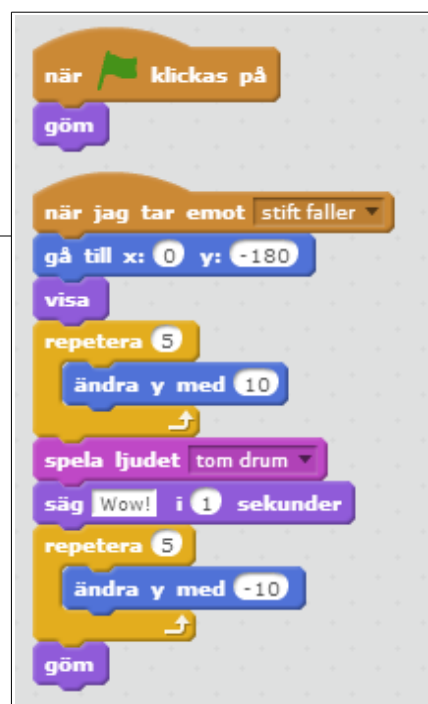 när klickas på
göm
när jag tar emot stift faller
gå till x: 0 y: -180
visa
repetera 5
ändra y med 10
spela ljudet tom drum
säg Wow! i 1 sekunder
repetera 5
ändra y med -10
göm